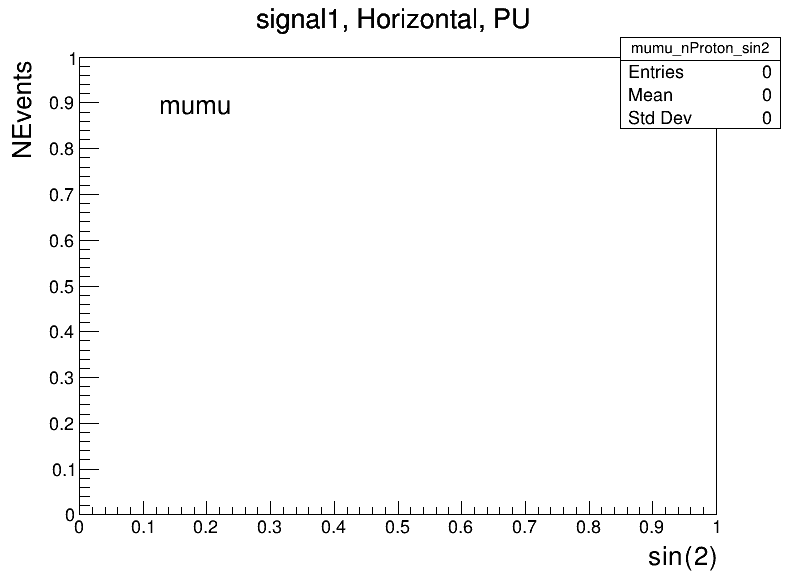 signal1, Horizontal, PU
mumu_nProton_sin2
Entries 0
Mean 0
Std Dev 0
NEvents
mumu
1
0.9
0.8
0.7
0.6
0.5
0.4
0.3
0.2
0.1
0
0 0.1 0.2 0.3 0.4 0.5 0.6 0.7 0.8 0.9 1
sin(2)